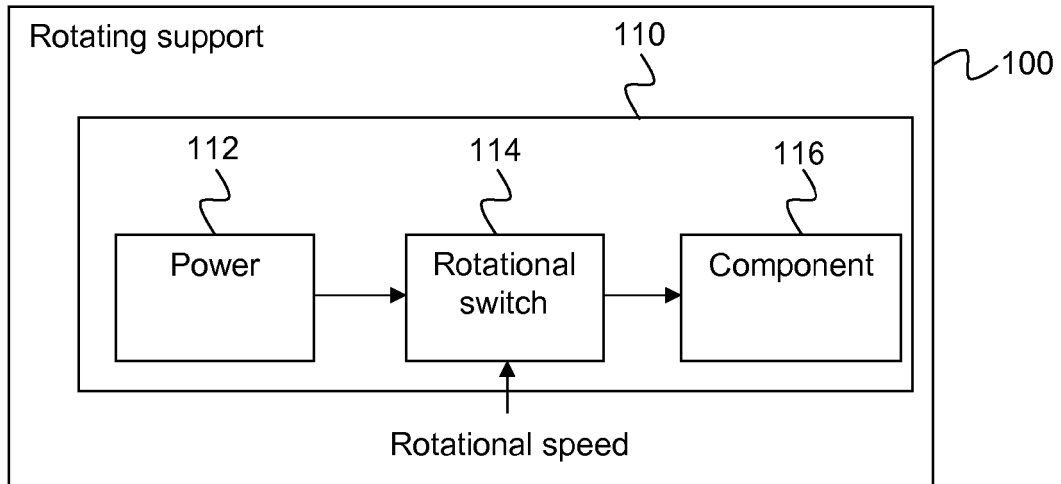 Rotating support
110
100
112
114
116
Power
Rotational
switch
Component
Rotational speed